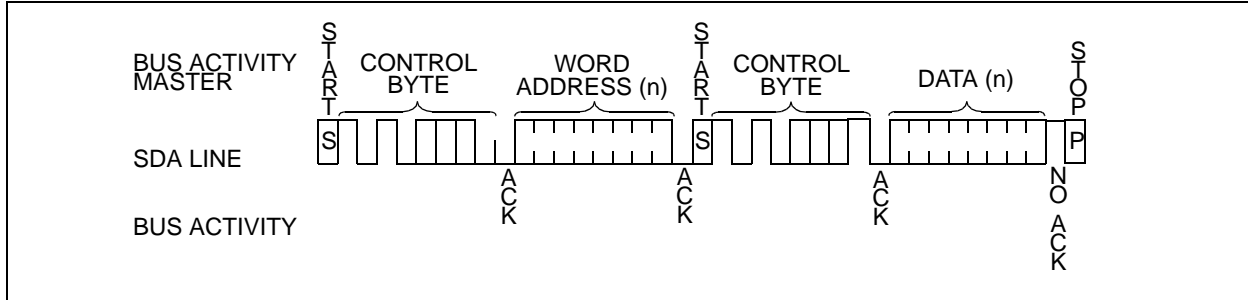 BUS ACTIVITY
MASTER
START
CONTROL
BYTE
WORD
ADDRESS (n)
START
CONTROL
BYTE
DATA (n)
STOP
SDA LINE
S
S
P
BUS ACTIVITY
ACK
ACK
ACK
NO ACK